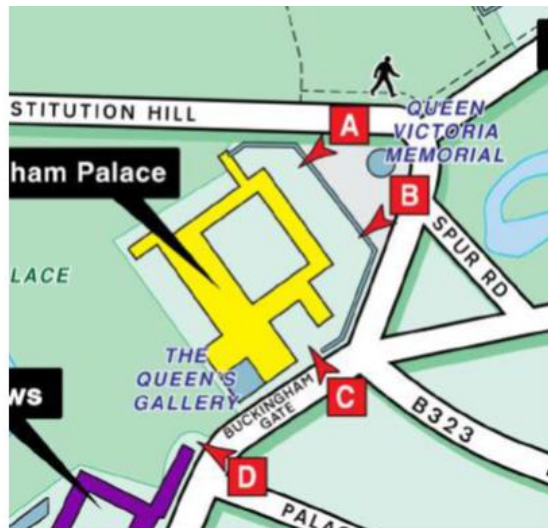 STITUTION HILL
A
QUEEN
VICTORIA
MEMORIAL
ham Palace
B
SPUR RD
LACE
THE
QUEEN'S
GALLERY
ws
BUCKINGHAM
GATE
C
B323
D
PALAC